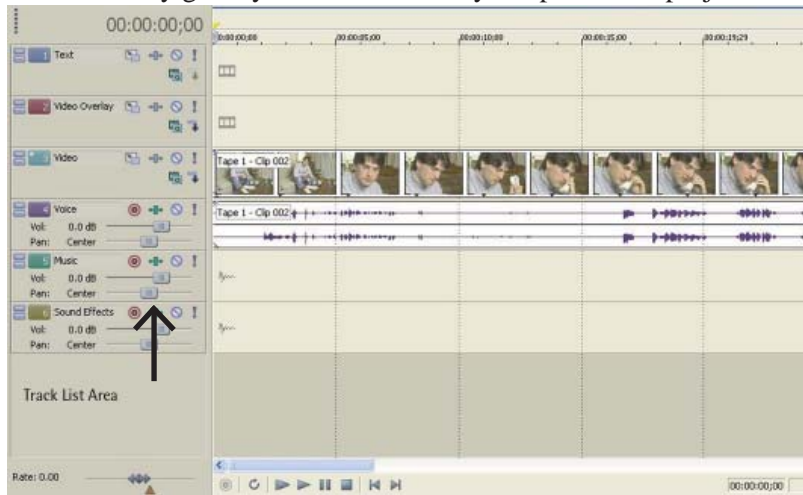 00:00:00;00
0:00:00;00 00:00:05;00 00:00:10;00 00:00:15;00 00:00:19;29
1 Text
2 Video Overlay
Video
Tape 1 - Clip 002
4 Voice
Vol: 0.0 dB
Pan: Center
Tape 1 - Clip 002
5 Music
Vol: 0.0 dB
Pan: Center
6 Sound Effects
Vol: 0.0 dB
Pan: Center
Track List Area
Rate: 0.00
00:00:00;00